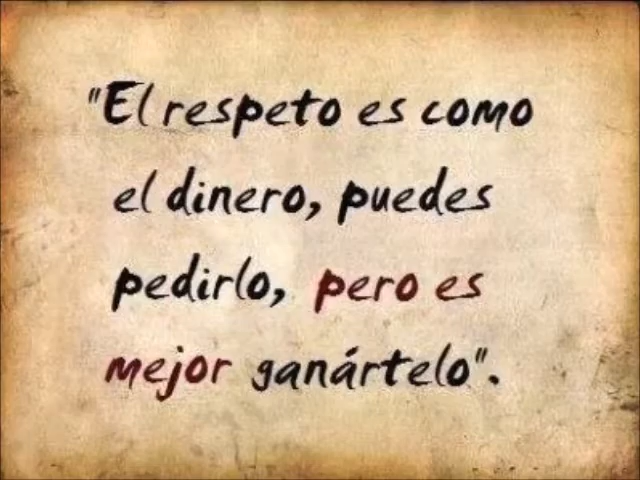 "El respeto es como
el dinero, puedes
pedirlo, pero es
mejor ganártelo".